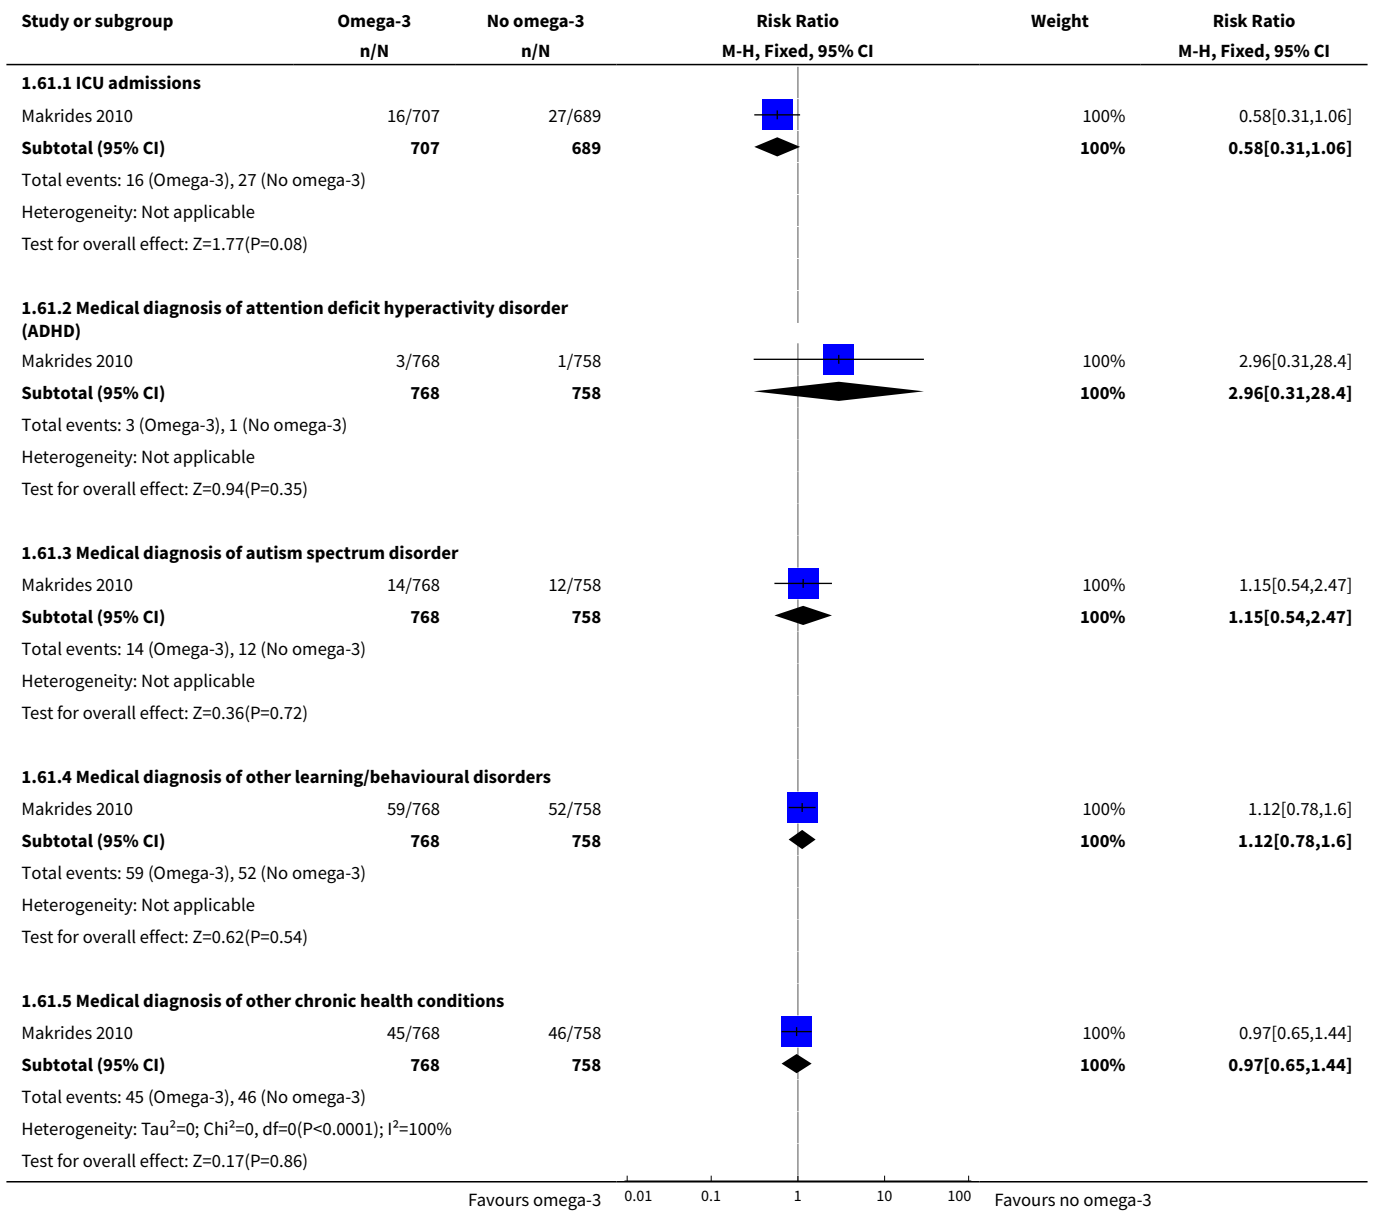 Study or subgroup Omega-3 No omega-3 Risk Ratio Weight Risk Ratio
n/N n/N M-H, Fixed, 95% CI M-H, Fixed, 95% CI
1.61.1 ICU admissions
Makrides 2010 16/707 27/689 100% 0.58[0.31,1.06]
Subtotal (95% CI) 707 689 100% 0.58[0.31,1.06]
Total events: 16 (Omega-3), 27 (No omega-3)
Heterogeneity: Not applicable
Test for overall effect: Z=1.77(P=0.08)
1.61.2 Medical diagnosis of attention deficit hyperactivity disorder
(ADHD)
Makrides 2010 3/768 1/758 100% 2.96[0.31,28.4]
Subtotal (95% CI) 768 758 100% 2.96[0.31,28.4]
Total events: 3 (Omega-3), 1 (No omega-3)
Heterogeneity: Not applicable
Test for overall effect: Z=0.94(P=0.35)
1.61.3 Medical diagnosis of autism spectrum disorder
Makrides 2010 14/768 12/758 100% 1.15[0.54,2.47]
Subtotal (95% CI) 768 758 100% 1.15[0.54,2.47]
Total events: 14 (Omega-3), 12 (No omega-3)
Heterogeneity: Not applicable
Test for overall effect: Z=0.36(P=0.72)
1.61.4 Medical diagnosis of other learning/behavioural disorders
Makrides 2010 59/768 52/758 100% 1.12[0.78,1.6]
Subtotal (95% CI) 768 758 100% 1.12[0.78,1.6]
Total events: 59 (Omega-3), 52 (No omega-3)
Heterogeneity: Not applicable
Test for overall effect: Z=0.62(P=0.54)
1.61.5 Medical diagnosis of other chronic health conditions
Makrides 2010 45/768 46/758 100% 0.97[0.65,1.44]
Subtotal (95% CI) 768 758 100% 0.97[0.65,1.44]
Total events: 45 (Omega-3), 46 (No omega-3)
Heterogeneity: Tau²=0; Chi²=0, df=0(P<0.0001); I²=100%
Test for overall effect: Z=0.17(P=0.86)
Favours omega-3 0.01 0.1 1 10 100 Favours no omega-3